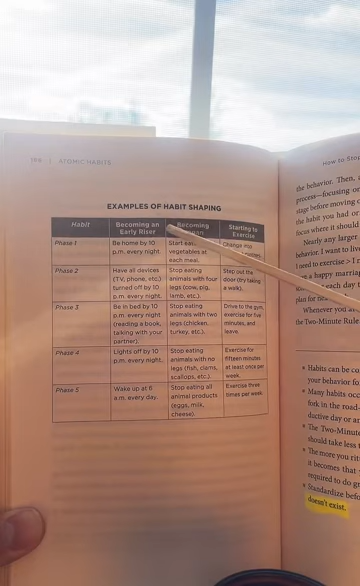 ATOMIC HABITS
EXAMPLES OF HABIT SHAPING
Habit
Becoming an
Early Riser
Becoming
Starting to
Exercise
Phase 1
Be home by 10
p.m. every night.
Start
vegetables at
each meal.
Change into
Phase 2
Have all devices
(TV, phone, etc.)
turned off by 10
p.m. every night.
Stop eating
animals with four
legs (cow, pig,
lamb, etc.).
Step out the
door (try taking
a walk).
Phase 3
Be in bed by 10
p.m. every night
(reading a book,
talking with your
partner).
Stop eating
animals with two
legs (chicken,
turkey, etc.).
Drive to the gym,
exercise for five
minutes, and
leave.
Phase 4
Lights off by 10
p.m. every night.
Stop eating
animals with no
legs (fish, clams,
scallops, etc.).
Exercise for
fifteen minutes
at least once per
week.
Phase 5
Wake up at 6
a.m. every day.
Stop eating all
animal products
(eggs, milk,
cheese).
Exercise three
times per week.
How to Stop
the behavior. Then,
process—focusing on
stage before moving
the habit you had
focus where it should
Nearly any larger
behavior. I want to live
I need to exercise > I
a happy marriage
each day
plan for
Whenever you
the Two-Minute Rule
Habits can be
your behavior for
Many habits occ
fork in the road
ductive day or an
The Two-Minute
should take less
The more you rit
it becomes that
required to do gr
Standardize befo
doesn't exist.